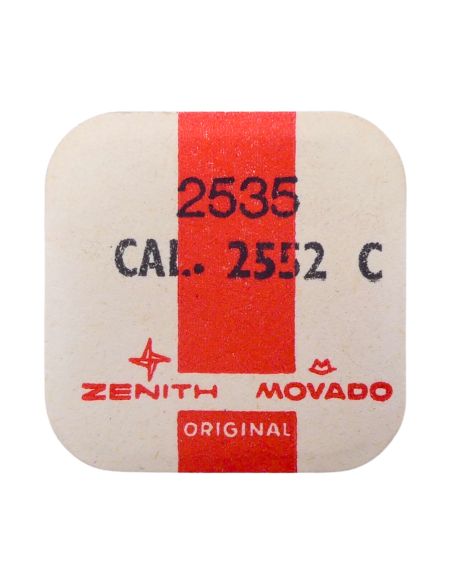 2535
CAL. 2552 C
ZENITH MOVADO
ORIGINAL